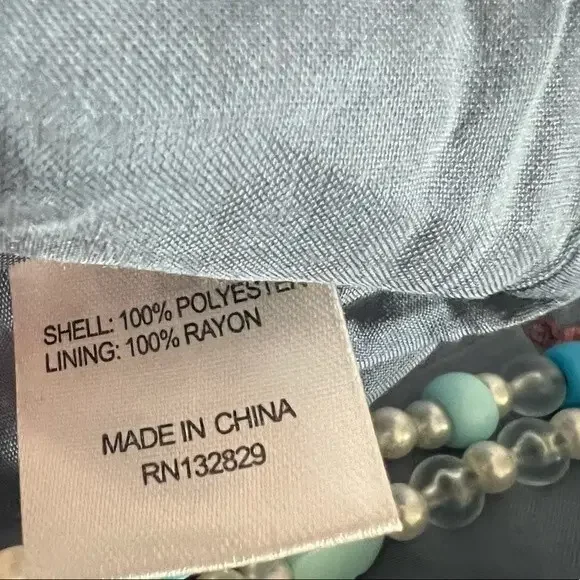 SHELL: 100% POLYESTER
LINING: 100% RAYON
MADE IN CHINA
RN132829